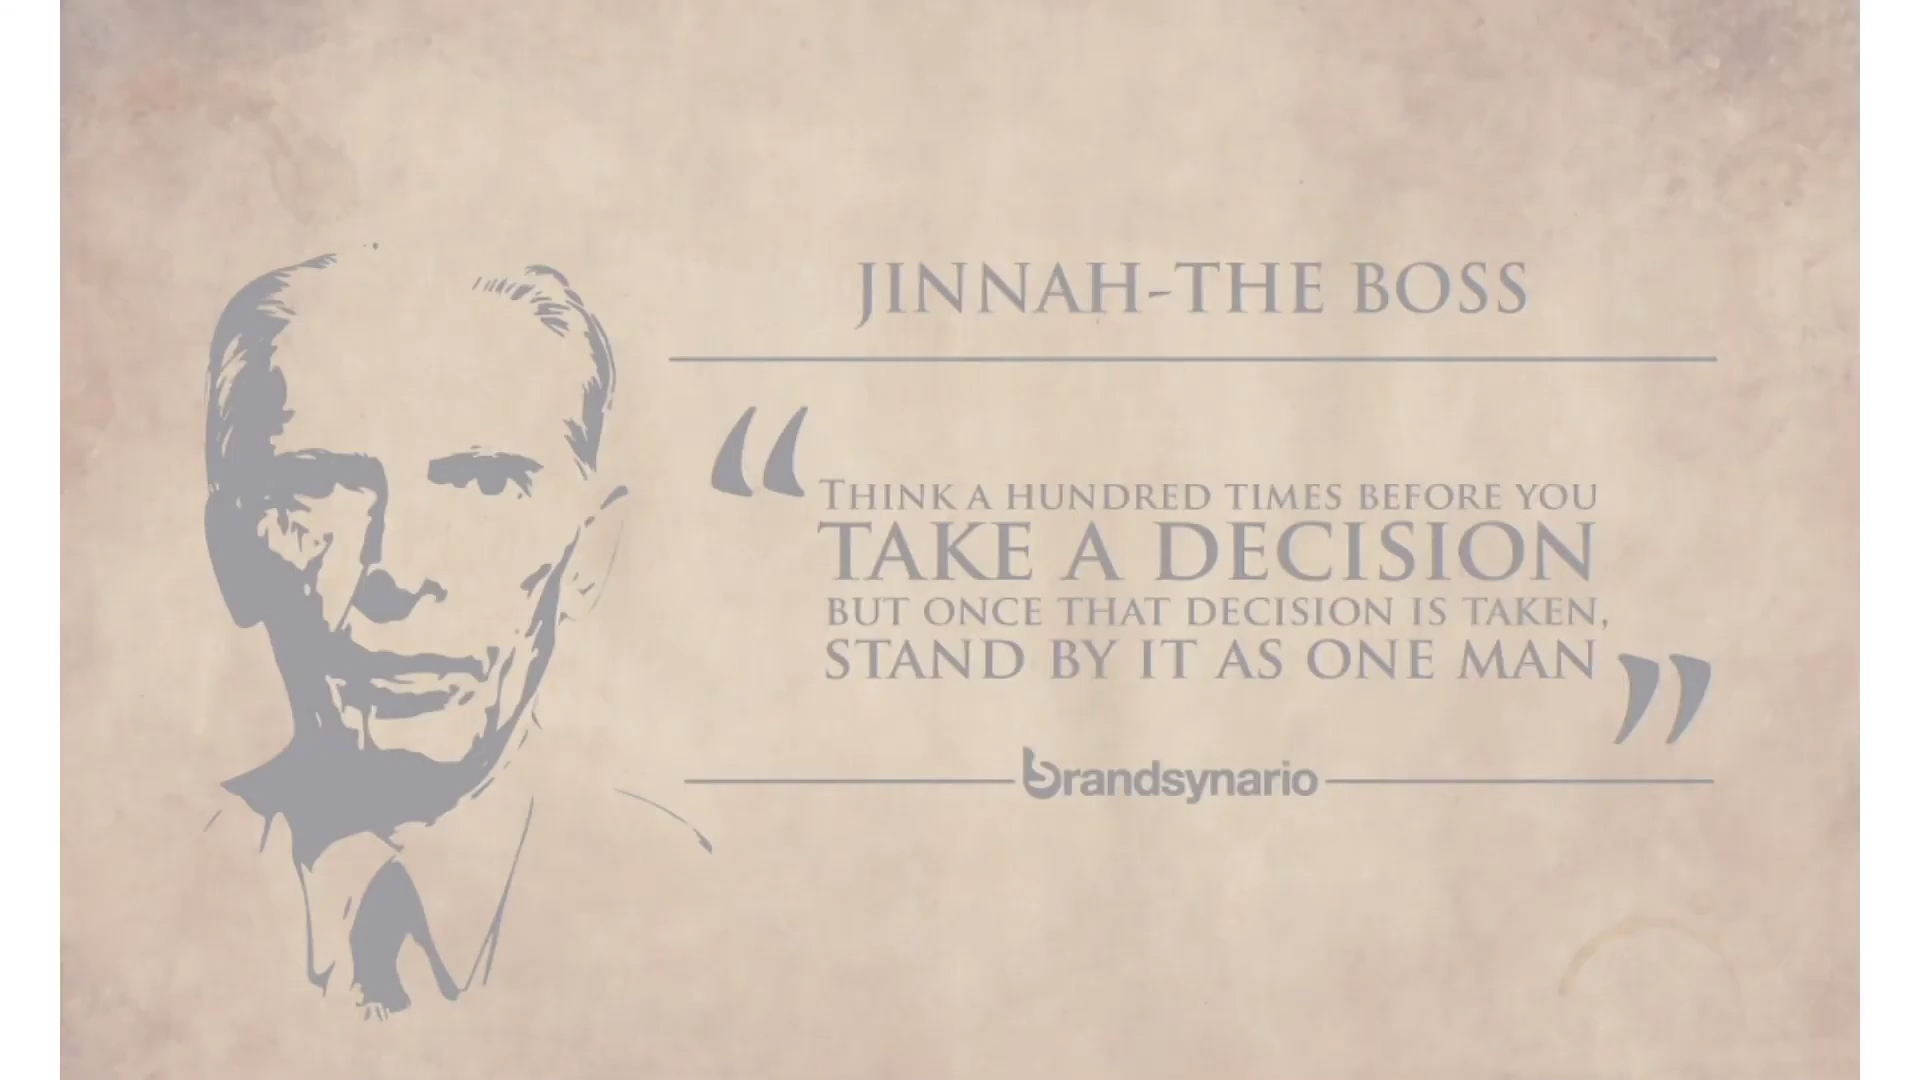 JINNAH-THE BOSS
“THINK A HUNDRED TIMES BEFORE YOU
TAKE A DECISION
BUT ONCE THAT DECISION IS TAKEN,
STAND BY IT AS ONE MAN”
brandsynario